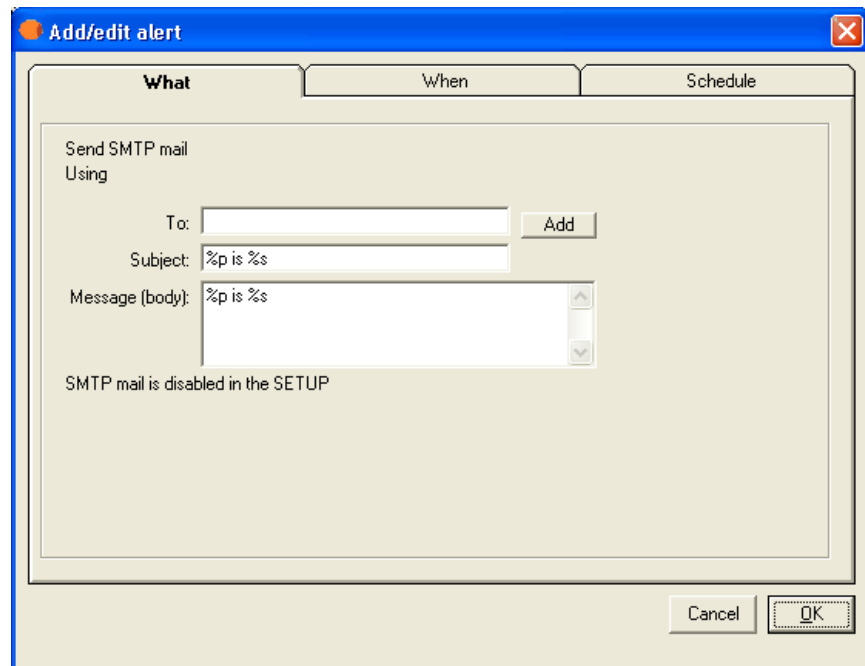 Add/edit alert
What When Schedule
Send SMTP mail
Using
To: Add
Subject: %p is %s
Message (body): %p is %s
SMTP mail is disabled in the SETUP
Cancel OK